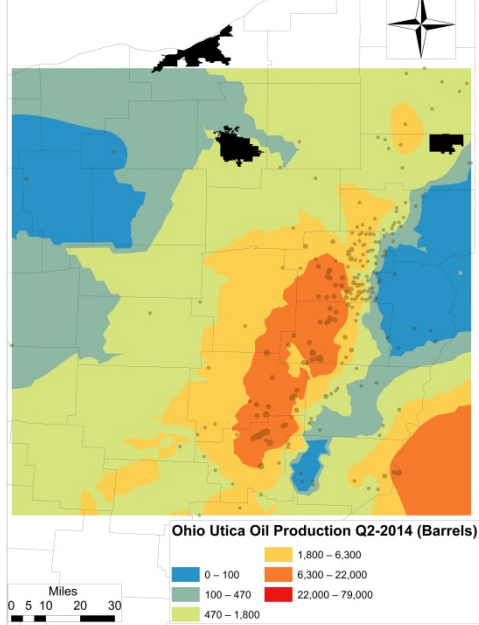 Ohio Utica Oil Production Q2-2014 (Barrels)
0 – 100
100 – 470
470 – 1,800
1,800 – 6,300
6,300 – 22,000
22,000 – 79,000
Miles
0 5 10 20 30